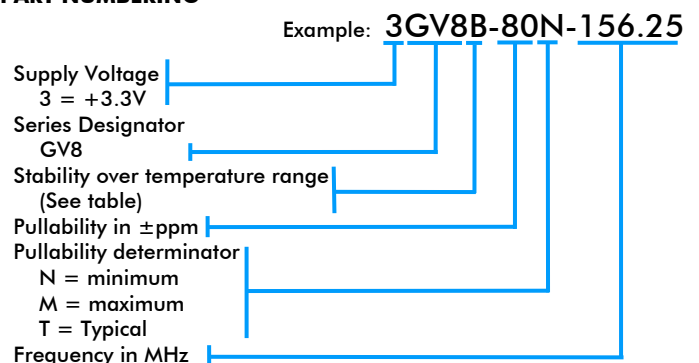 PART NUMBERING
Example: 3GV8B-80N-156.25
Supply Voltage
3 = +3.3V
Series Designator
GV8
Stability over temperature range
(See table)
Pullability in ±ppm
Pullability determinator
N = minimum
M = maximum
T = Typical
Frequency in MHz